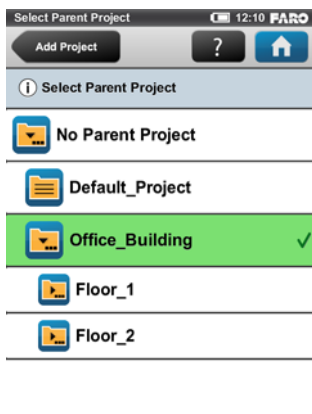 Select Parent Project 12:10 FARO
Add Project ?
i Select Parent Project
No Parent Project
Default_Project
Office_Building
Floor_1
Floor_2